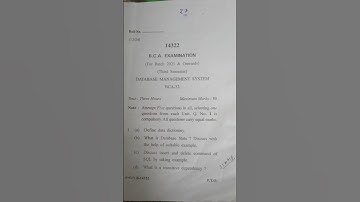 Roll No. ..................
14322
B.C.A. EXAMINATION
(Third Semester)
DATABASE MANAGEMENT SYSTEM
BCA-23
Time : Three Hours Maximum Marks : 80
Note : Attempt Five questions in all, selecting one
question from each Unit. Q. No. 1 is
compulsory. All questions carry equal marks.
1. (a) Define data dictionary.
(b) What is Database State ? Discuss with
the help of suitable example.
(c) Discuss insert and delete command of
SQL by taking example.
(d) What is a transitive dependency ?
P.T.O.